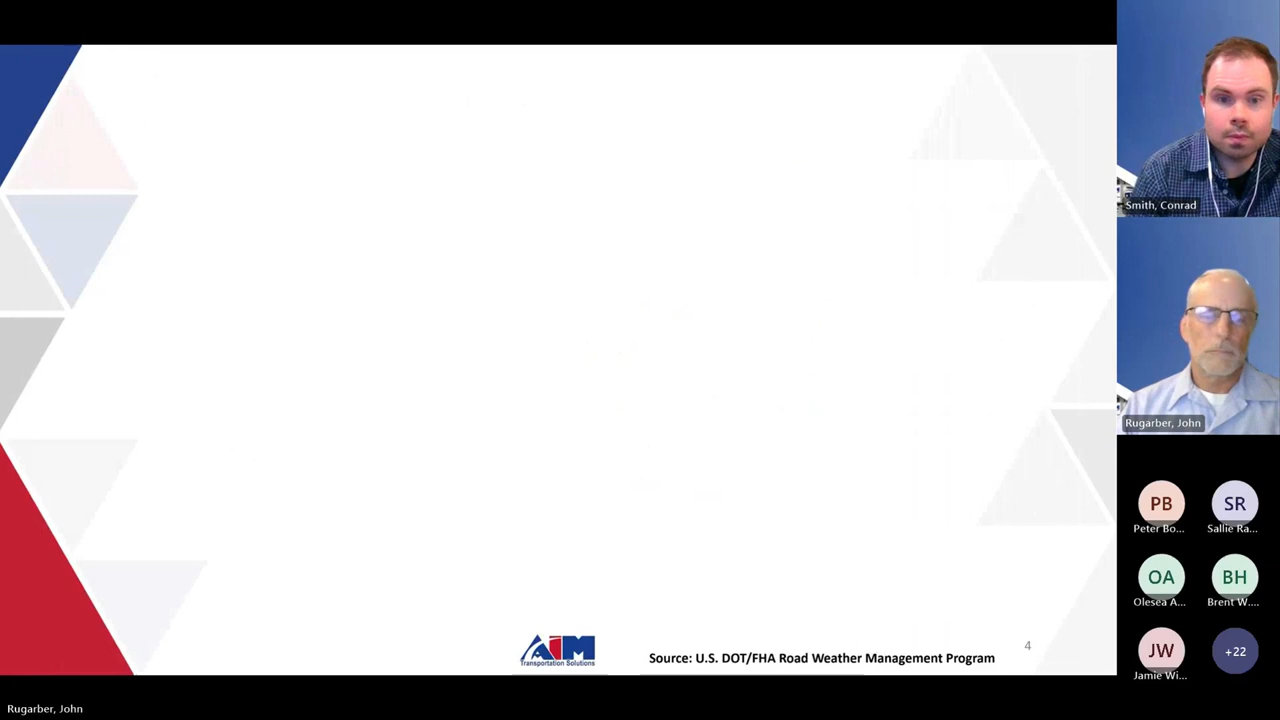 Smith, Conrad
Rugarber, John
PB
SR
Peter Bo...
Sallie Ra...
OA
BH
Olesea A...
Brent W....
JW
+22
Jamie Wi...
AIM
Transportation Solutions
Source: U.S. DOT/FHA Road Weather Management Program
4
Rugarber, John